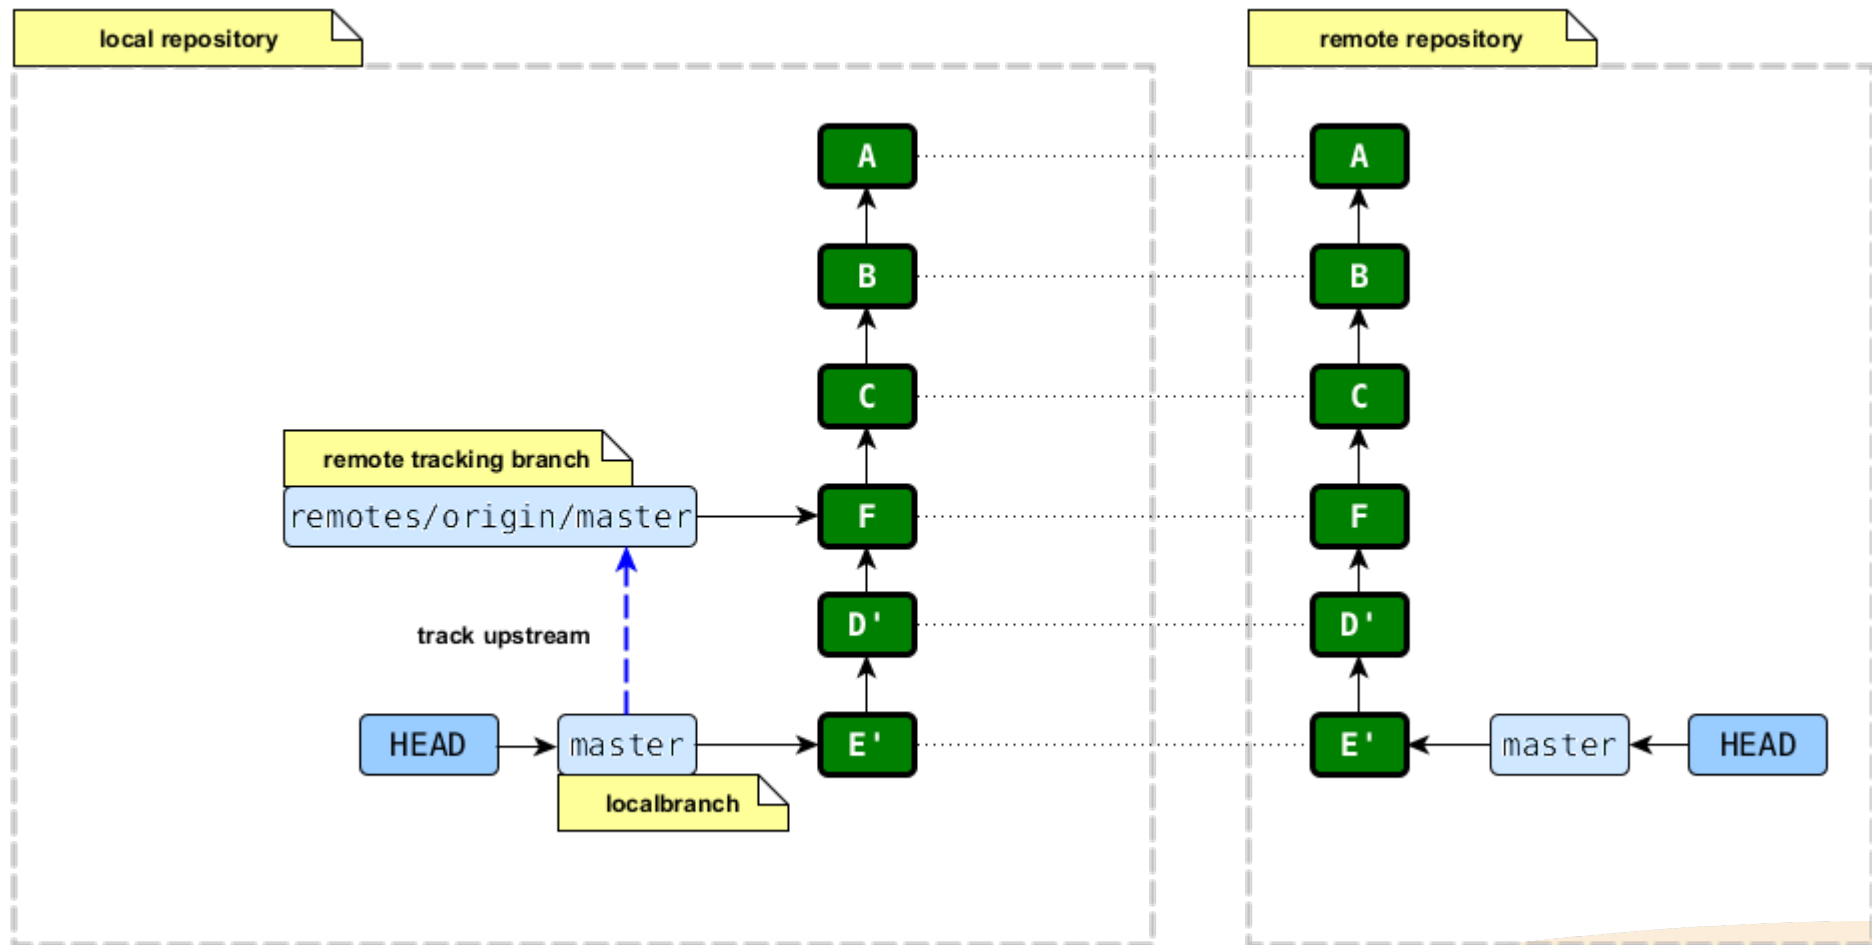 local repository
remote repository
A
A
B
B
C
C
remote tracking branch
remotes/origin/master
F
F
D'
D'
track upstream
HEAD
master
E'
E'
master
HEAD
localbranch